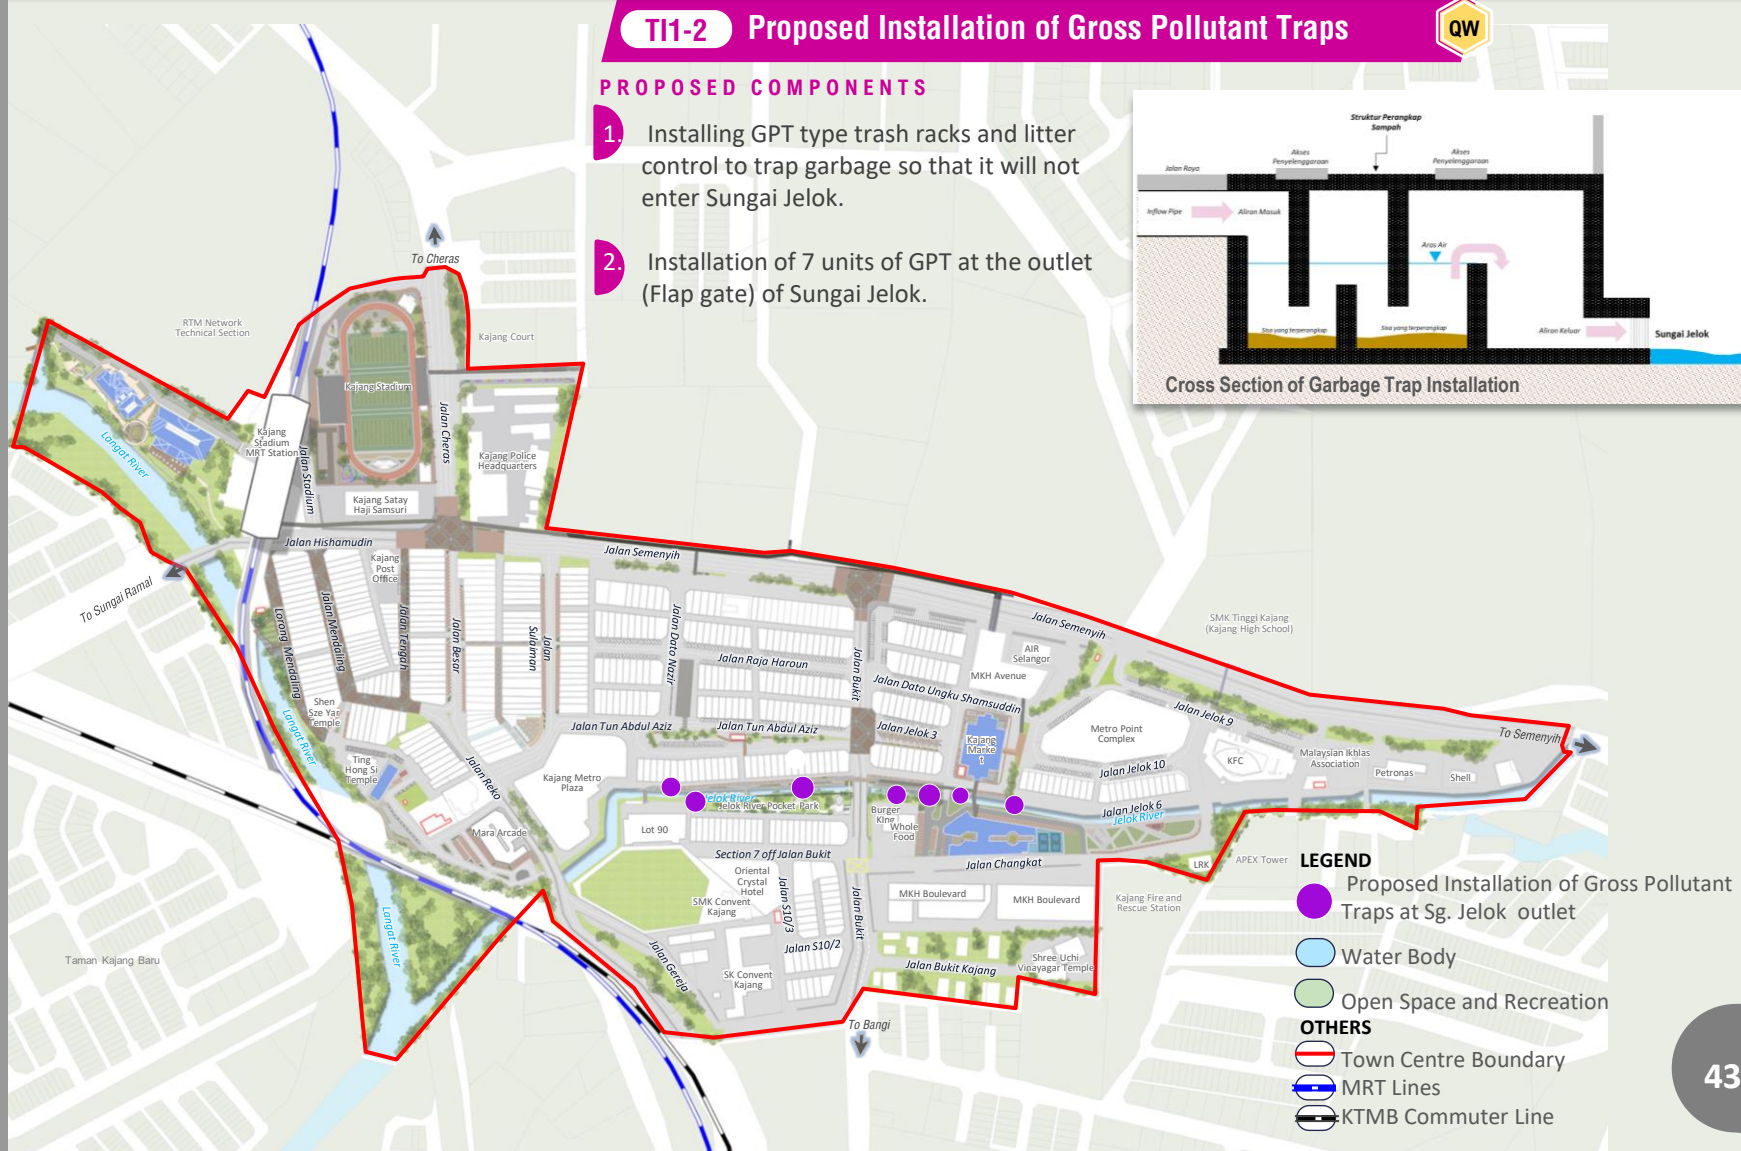 TI1-2 Proposed Installation of Gross Pollutant Traps
QW
PROPOSED COMPONENTS
1. Installing GPT type trash racks and litter
control to trap garbage so that it will not
enter Sungai Jelok.
2. Installation of 7 units of GPT at the outlet
(Flap gate) of Sungai Jelok.
Struktur Perangkap
Sampah
Akses
Penyelenggaraan
Akses
Penyelenggaraan
Jalan Raya
Inflow Pipe
Aliran Masuk
Aras Air
Sisa yang terperangkap
Sisa yang terperangkap
Aliran Keluar
Sungai Jelok
Cross Section of Garbage Trap Installation
To Cheras
RTM Network
Technical Section
Kajang Court
Kajang Stadium
Jalan Cheras
Langat River
Kajang
Stadium
MRT Station
Jalan Stadium
Kajang Police
Headquarters
Kajang Satay
Haji Samsuri
Jalan Hishamudin
Kajang
Post
Office
Jalan Semenyih
To Sungai Ramal
Lorong Mendaling
Jalan Mendaling
Jalan Tengah
Jalan Besar
Jalan
Sulaiman
Jalan Dato Nazir
Jalan Raja Haroun
Jalan Bukit
Jalan Semenyih
SMK Tinggi Kajang
(Kajang High School)
AIR
Selangor
MKH Avenue
Jalan Dato Ungku Shamsuddin
Shen
Sze Yar
Temple
Langat River
Jalan Tun Abdul Aziz
Jalan Tun Abdul Aziz
Jalan Jelok 3
Kajang
Marke
t
Metro Point
Complex
Jalan Jelok 9
To Semenyih
Ting
Hong Si
Temple
Jalan Reko
Kajang Metro
Plaza
Jalan Jelok 10
KFC
Malaysian Ikhlas
Association
Petronas
Shell
Jelok River
Jelok River Pocket Park
Burger
King
Whole
Food
Jalan Jelok 6
Jelok River
Mara Arcade
Lot 90
Section 7 off Jalan Bukit
Jalan Changkat
LRK
APEX Tower
Oriental
Crystal
Hotel
SMK Convent
Kajang
Jalan S10/3
Jalan Bukit
MKH Boulevard
MKH Boulevard
Kajang Fire and
Rescue Station
Langat River
Taman Kajang Baru
Jalan Gereja
Jalan S10/2
SK Convent
Kajang
Jalan Bukit Kajang
Shree Uchi
Vinayagar Temple
To Bangi
LEGEND
Proposed Installation of Gross Pollutant
Traps at Sg. Jelok outlet
Water Body
Open Space and Recreation
OTHERS
Town Centre Boundary
MRT Lines
KTMB Commuter Line
43